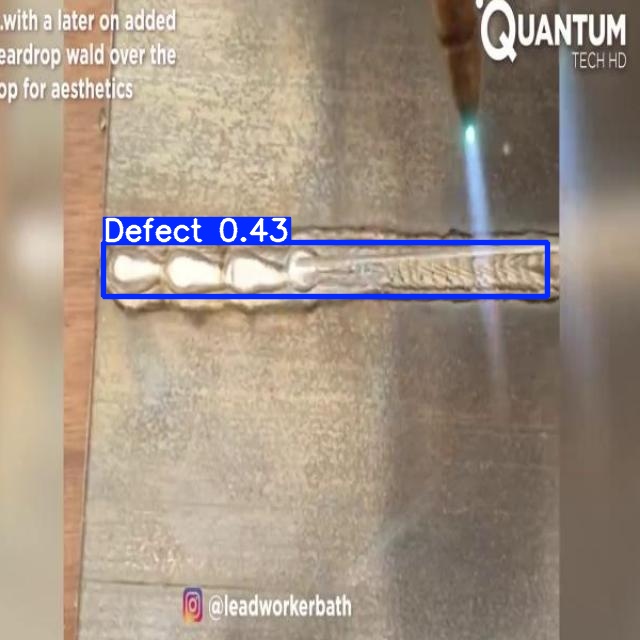 .with a later on added
eardrop wald over the
op for aesthetics
QUANTUM
TECH HD
Defect 0.43
@leadworkerbath